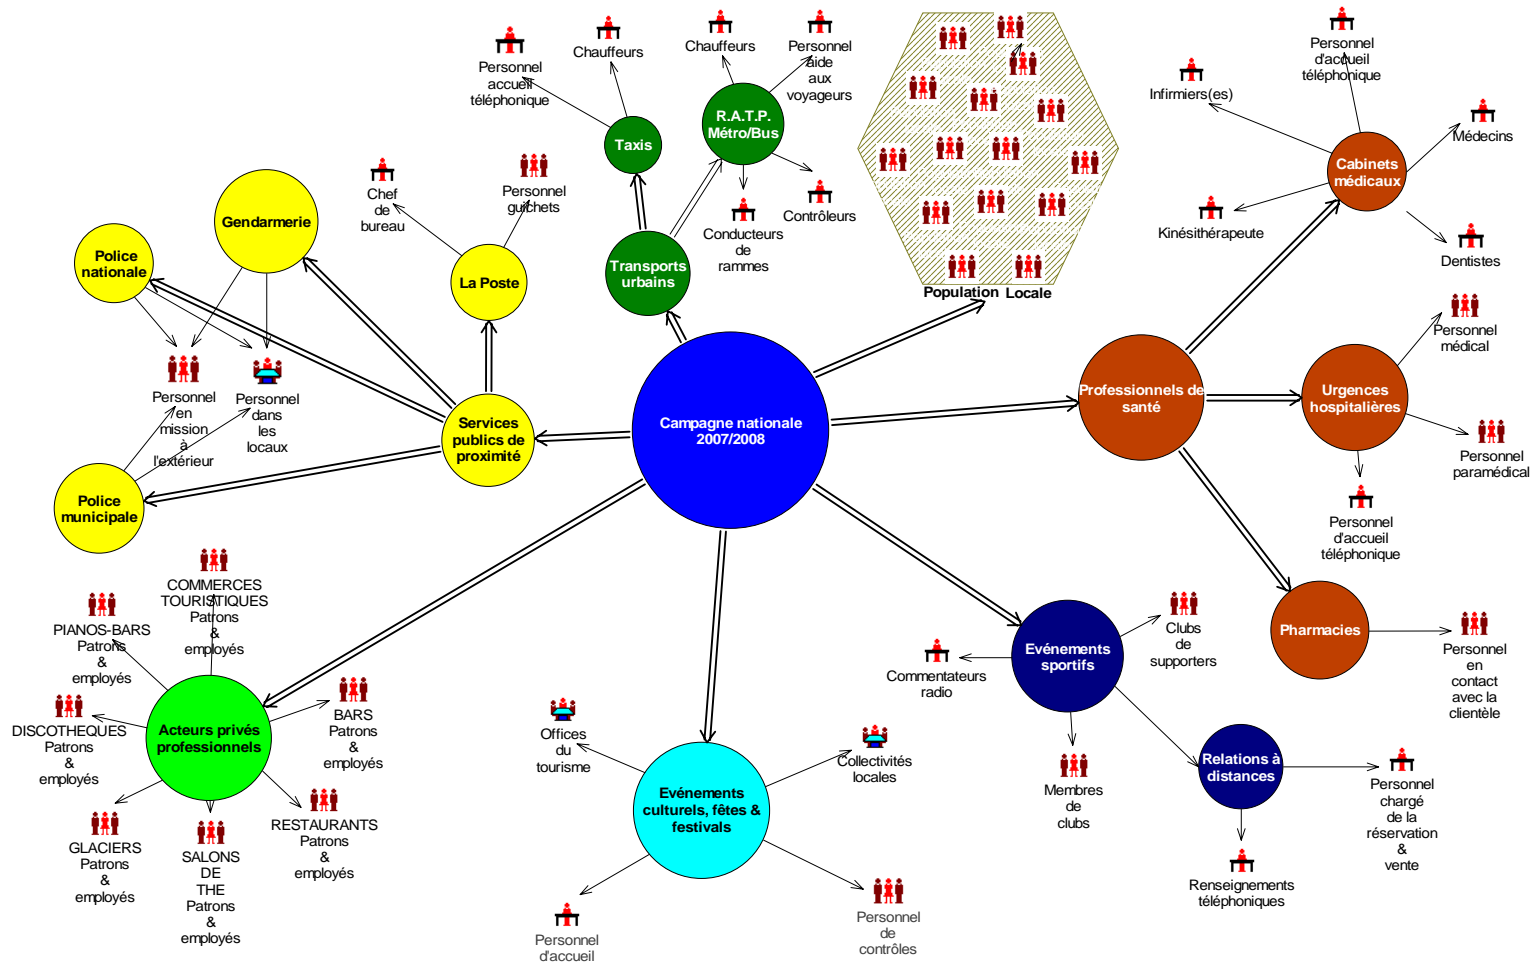 Personnel
accueil
téléphonique
Chauffeurs
Chauffeurs
Personnel
aide
aux
voyageurs
Taxis
R.A.T.P.
Métro/Bus
Contrôleurs
Conducteurs
de
rammes
Transports
urbains
Population Locale
Personnel
d'accueil
téléphonique
Infirmiers(es)
Médecins
Cabinets
médicaux
Kinésithérapeute
Dentistes
Chef
de
bureau
Personnel
guichets
La Poste
Gendarmerie
Police
nationale
Personnel
en
mission
à
l'extérieur
Personnel
dans
les
locaux
Services
publics de
proximité
Police
municipale
Campagne nationale
2007/2008
Professionnels de
santé
Personnel
médical
Urgences
hospitalières
Personnel
paramédical
Personnel
d'accueil
téléphonique
Pharmacies
Personnel
en
contact
avec la
clientèle
COMMERCES
TOURISTIQUES
Patrons
&
employés
PIANOS-BARS
Patrons
& employés
DISCOTHEQUES
Patrons
&
employés
Acteurs privés
professionnels
BARS
Patrons
&
employés
GLACIERS
Patrons
&
employés
SALONS
DE
THE
Patrons
&
employés
RESTAURANTS
Patrons
&
employés
Offices
du
tourisme
Collectivités
locales
Evénements
culturels, fêtes &
festivals
Personnel
d'accueil
Personnel
de
contrôles
Evénements
sportifs
Clubs
de
supporters
Commentateurs
radio
Membres
de
clubs
Relations à
distances
Personnel
chargé
de la
réservation
&
vente
Renseignements
téléphoniques